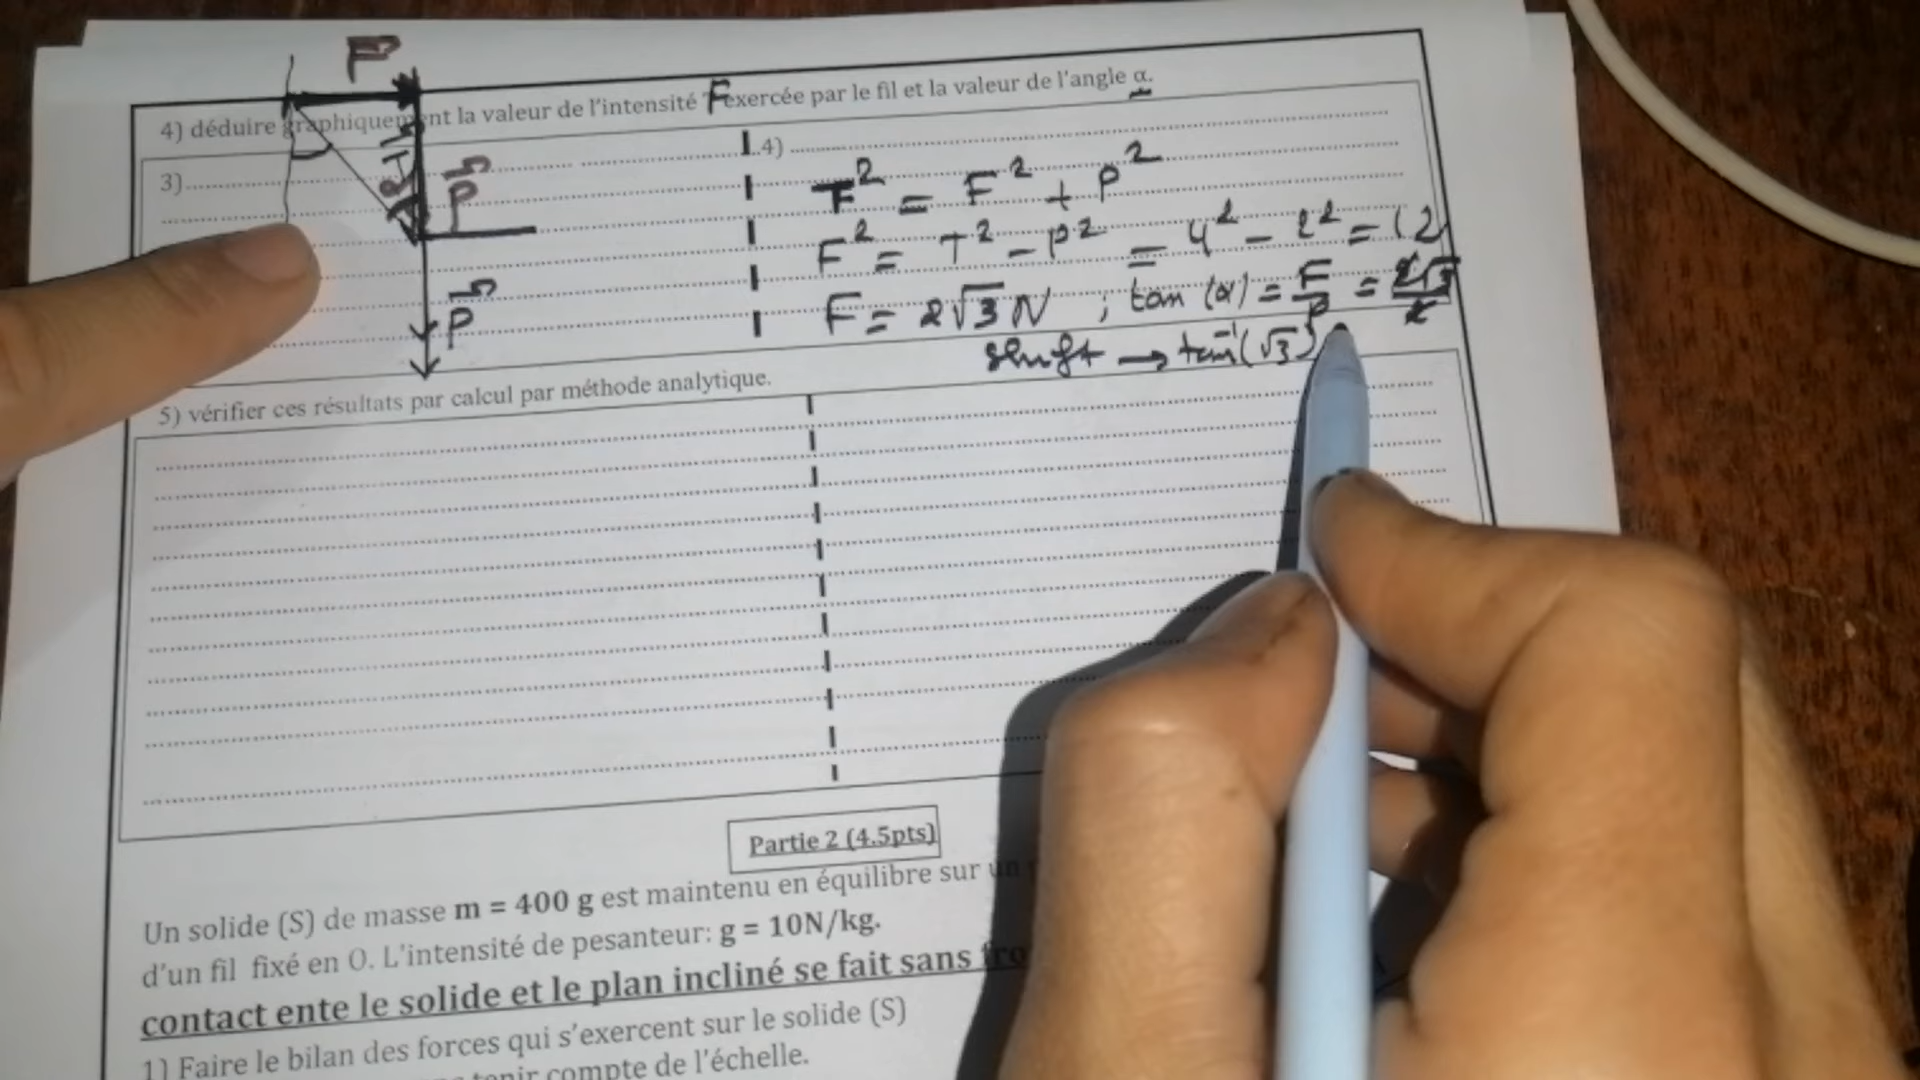 F
4) déduire graphiquement la valeur de l'intensité F exercée par le fil et la valeur de l'angle α.
3)
P
P
4)
T² = F² + P²
F² = T² - P² = 4² - 2² = 12
F = 2√3 N ; tan (α) = F/P = 2√3/2
shift → tan⁻¹(√3)
5) vérifier ces résultats par calcul par méthode analytique.
Partie 2 (4.5pts)
Un solide (S) de masse m = 400 g est maintenu en équilibre sur un
d'un fil fixé en O. L'intensité de pesanteur: g = 10N/kg.
contact ente le solide et le plan incliné se fait sans fro
1) Faire le bilan des forces qui s'exercent sur le solide (S)
tenir compte de l'échelle.